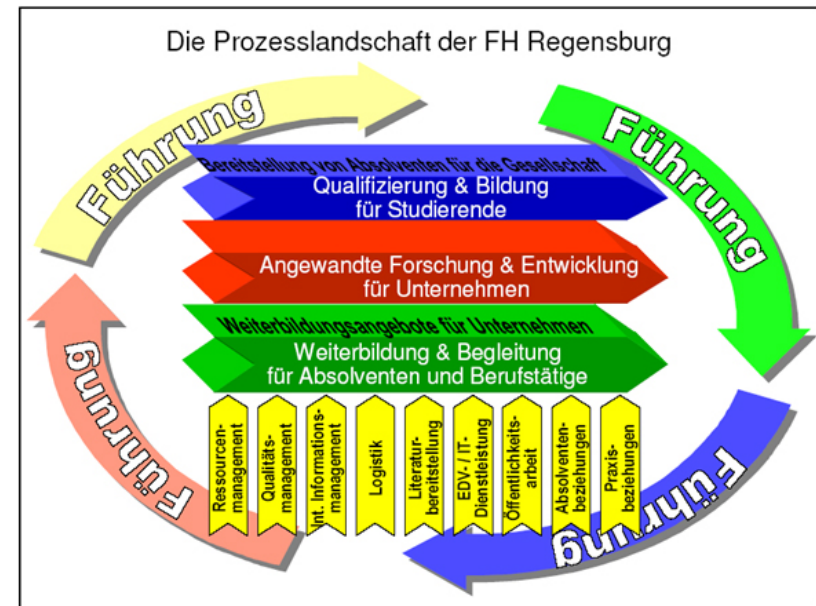 Die Prozesslandschaft der FH Regensburg
Führung
Führung
Bereitstellung von Absolventen für die Gesellschaft
Qualifizierung & Bildung
für Studierende
Angewandte Forschung & Entwicklung
für Unternehmen
Weiterbildungsangebote für Unternehmen
Weiterbildung & Begleitung
für Absolventen und Berufstätige
Führung
Führung
Ressourcen-
management
Qualitäts-
management
Int. Informations-
management
Logistik
Literatur-
bereitstellung
EDV- / IT-
Dienstleistung
Öffentlichkeits-
arbeit
Absolventen-
beziehungen
Praxis-
beziehungen